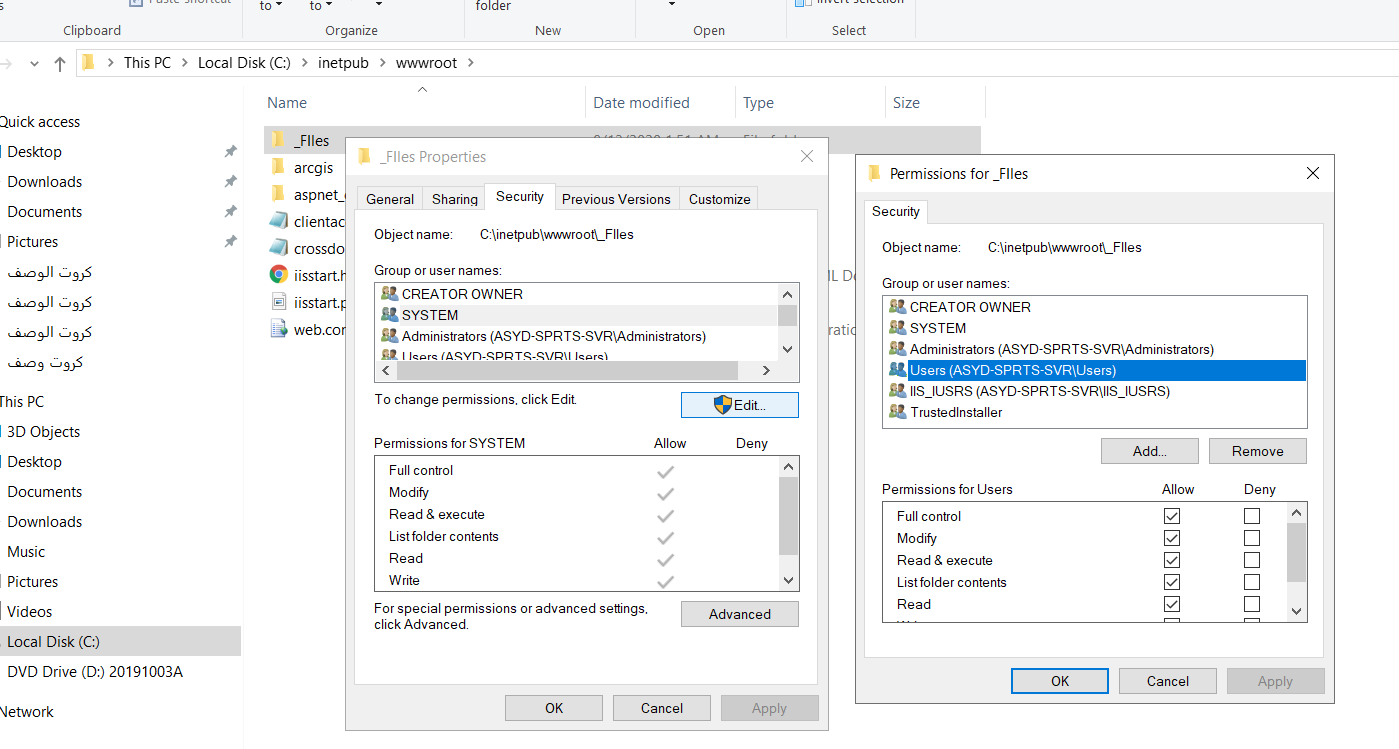 Paste shortcut
to
to
folder
Invert selection
Clipboard
Organize
New
Open
Select
This PC > Local Disk (C:) > inetpub > wwwroot >
Name
Date modified
Type
Size
Quick access
Desktop
Downloads
Documents
Pictures
كروت الوصف
كروت الوصف
كروت الوصف
كروت وصف
This PC
3D Objects
Desktop
Documents
Downloads
Music
Pictures
Videos
Local Disk (C:)
DVD Drive (D:) 20191003A
Network
_FIles
arcgis
aspnet_
clientac
crossdo
iisstart.h
iisstart.p
web.con
_FIles Properties
General
Sharing
Security
Previous Versions
Customize
Object name: C:\inetpub\wwwroot\_FIles
Group or user names:
CREATOR OWNER
SYSTEM
Administrators (ASYD-SPRTS-SVR\Administrators)
Users (ASYD-SPRTS-SVR\Users)
To change permissions, click Edit.
Edit...
Permissions for SYSTEM
Allow
Deny
Full control
Modify
Read & execute
List folder contents
Read
Write
For special permissions or advanced settings,
click Advanced.
Advanced
OK
Cancel
Apply
Permissions for _FIles
Security
Object name: C:\inetpub\wwwroot\_FIles
Group or user names:
CREATOR OWNER
SYSTEM
Administrators (ASYD-SPRTS-SVR\Administrators)
Users (ASYD-SPRTS-SVR\Users)
IIS_IUSRS (ASYD-SPRTS-SVR\IIS_IUSRS)
TrustedInstaller
Add...
Remove
Permissions for Users
Allow
Deny
Full control
Modify
Read & execute
List folder contents
Read
OK
Cancel
Apply